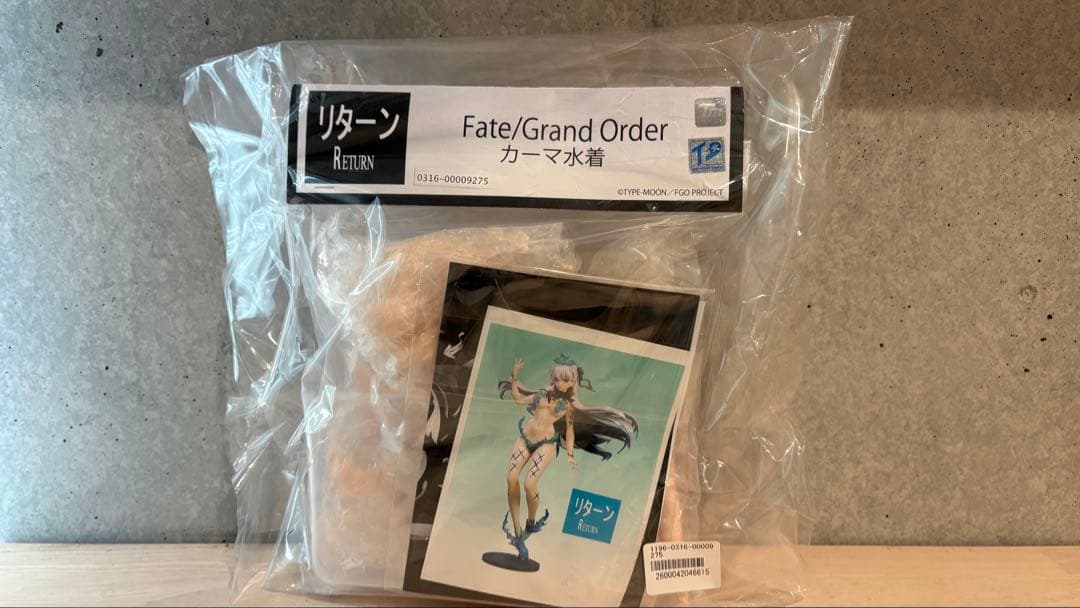 リターン
RETURN
Fate/Grand Order
カーマ水着
0316-00009275
©TYPE-MOON／FGO PROJECT
リターン
RETURN
1196-0316-00009
275
2600042046615